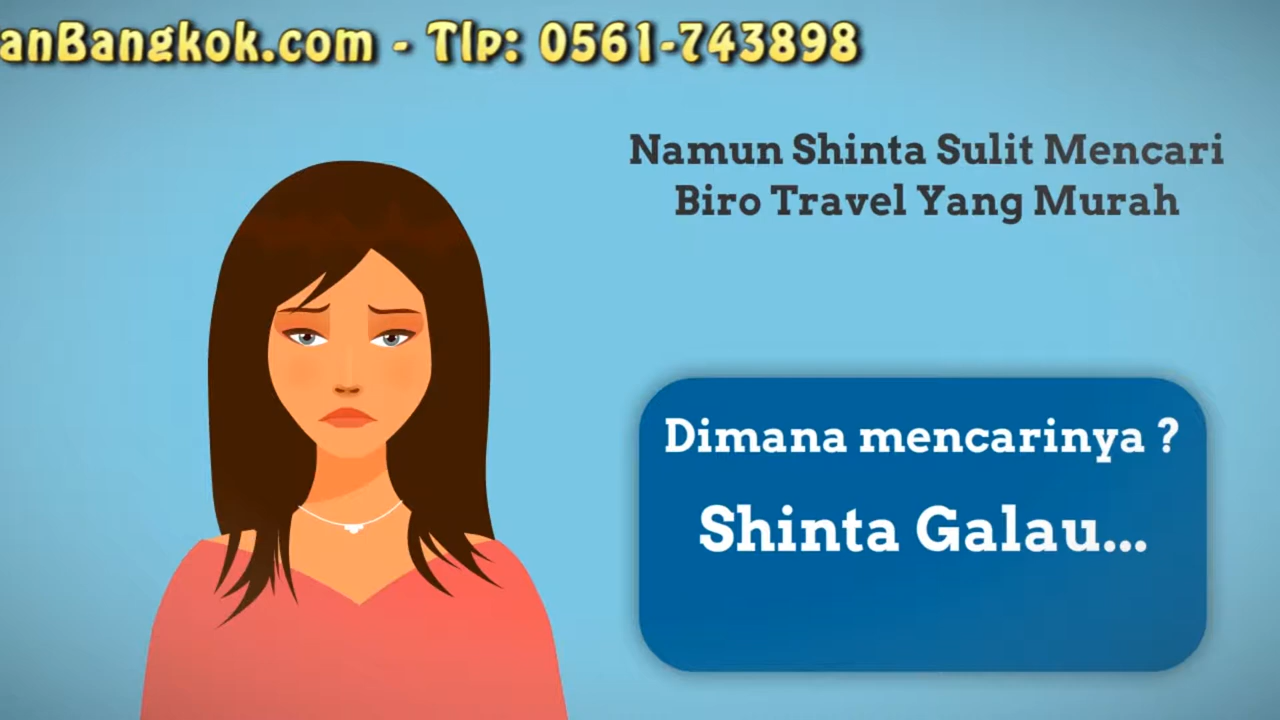 anBangkok.com - Tlp: 0561-743898
Namun Shinta Sulit Mencari
Biro Travel Yang Murah
Dimana mencarinya ?
Shinta Galau...